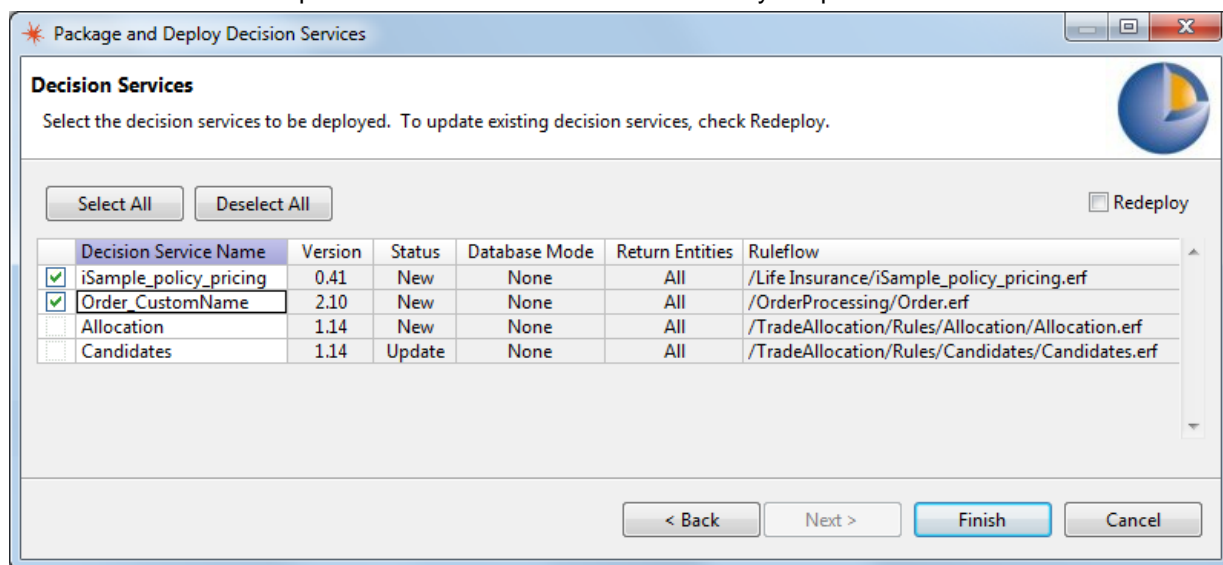 Package and Deploy Decision Services
Decision Services
Select the decision services to be deployed. To update existing decision services, check Redeploy.
Select All Deselect All Redeploy
Decision Service Name Version Status Database Mode Return Entities Ruleflow
iSample_policy_pricing 0.41 New None All /Life Insurance/iSample_policy_pricing.erf
Order_CustomName 2.10 New None All /OrderProcessing/Order.erf
Allocation 1.14 New None All /TradeAllocation/Rules/Allocation/Allocation.erf
Candidates 1.14 Update None All /TradeAllocation/Rules/Candidates/Candidates.erf
< Back Next > Finish Cancel